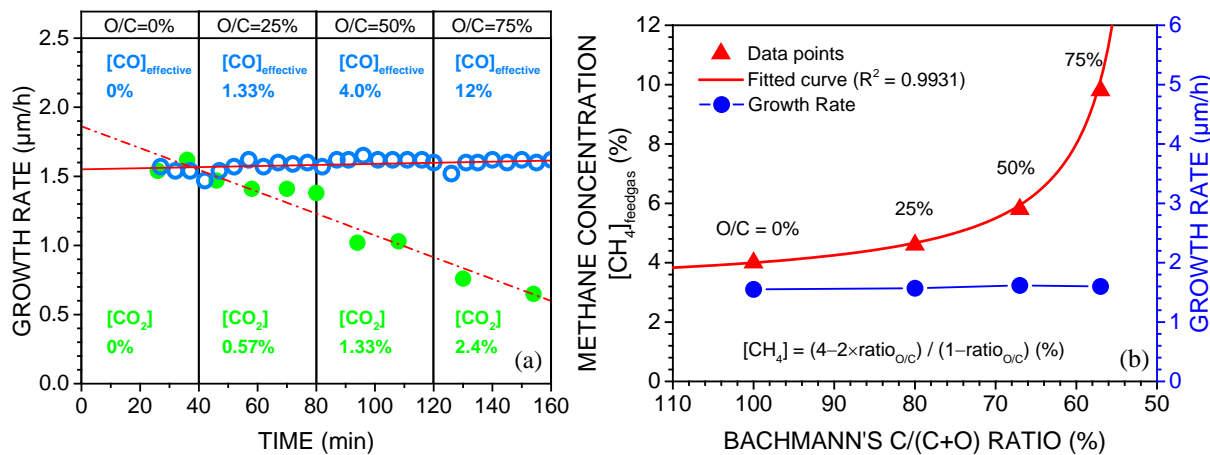 O/C=0% O/C=25% O/C=50% O/C=75%
2.5
2.0
1.5
1.0
0.5
0.0
GROWTH RATE (μm/h)
[CO]effective [CO]effective [CO]effective [CO]effective
0% 1.33% 4.0% 12%
[CO2] [CO2] [CO2] [CO2]
0% 0.57% 1.33% 2.4%
(a)
0 20 40 60 80 100 120 140 160
TIME (min)
METHANE CONCENTRATION
[CH4]feedgas (%)
12
10
8
6
4
2
0
Data points
Fitted curve (R2 = 0.9931)
Growth Rate
75%
50%
25%
O/C = 0%
[CH4] = (4–2×ratioO/C) / (1–ratioO/C) (%)
(b)
6
5
4
3
2
1
0
GROWTH RATE (μm/h)
110 100 90 80 70 60 50
BACHMANN'S C/(C+O) RATIO (%)